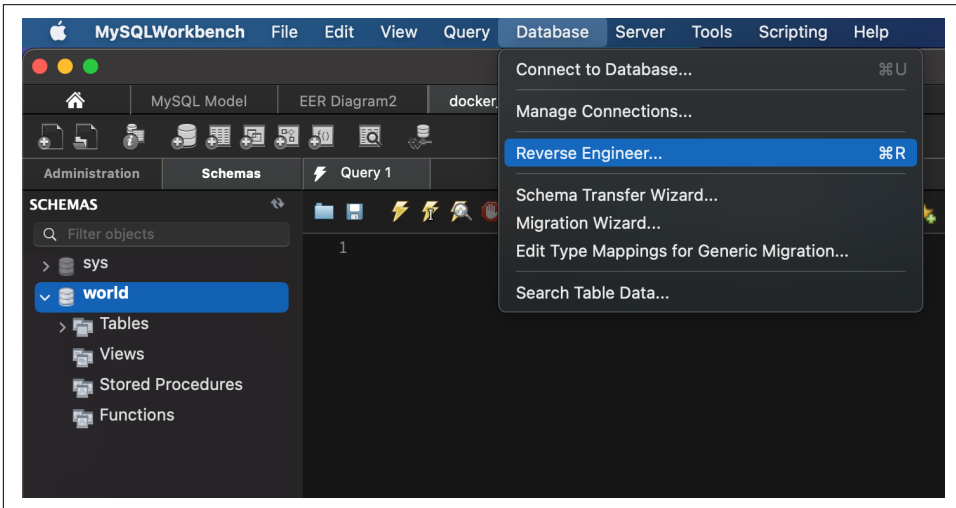 MySQLWorkbench File Edit View Query Database Server Tools Scripting Help
Connect to Database... ⌘U
MySQL Model EER Diagram2 docker_
Manage Connections...
Reverse Engineer... ⌘R
Administration Schemas Query 1
Schema Transfer Wizard...
SCHEMAS
Migration Wizard...
Filter objects
1
Edit Type Mappings for Generic Migration...
sys
world
Search Table Data...
Tables
Views
Stored Procedures
Functions